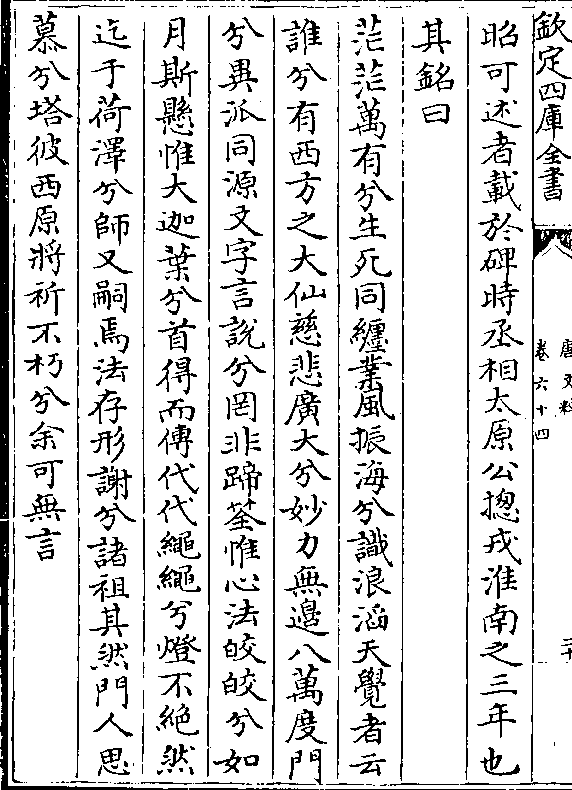 欽定四庫全書
唐文粹
卷六十四
二十
昭可述者載於碑時丞相太原公揔戎淮南之三年也
其銘曰
茫茫萬有兮生死同纏業風振海兮識浪滔天覺者云
誰兮有西方之大仙慈悲廣大兮妙力無邊八萬度門
兮異派同源文字言說兮罔非蹄筌惟心法皎皎兮如
月斯懸惟大迦葉兮首得而傳代代繩繩兮燈不絶然
迄于荷澤兮師又嗣焉法存形謝兮諸祖其然門人思
慕兮塔彼西原將祈不朽兮余可無言